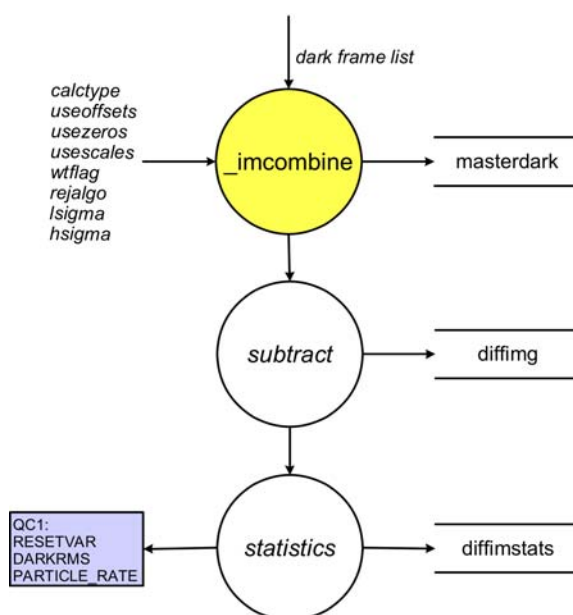 dark frame list
calctype
useoffsets
usezeros
usescales
wtflag
rejalgo
lsigma
hsigma
_imcombine
masterdark
subtract
diffimg
QC1:
RESETVAR
DARKRMS
PARTICLE_RATE
statistics
diffimstats